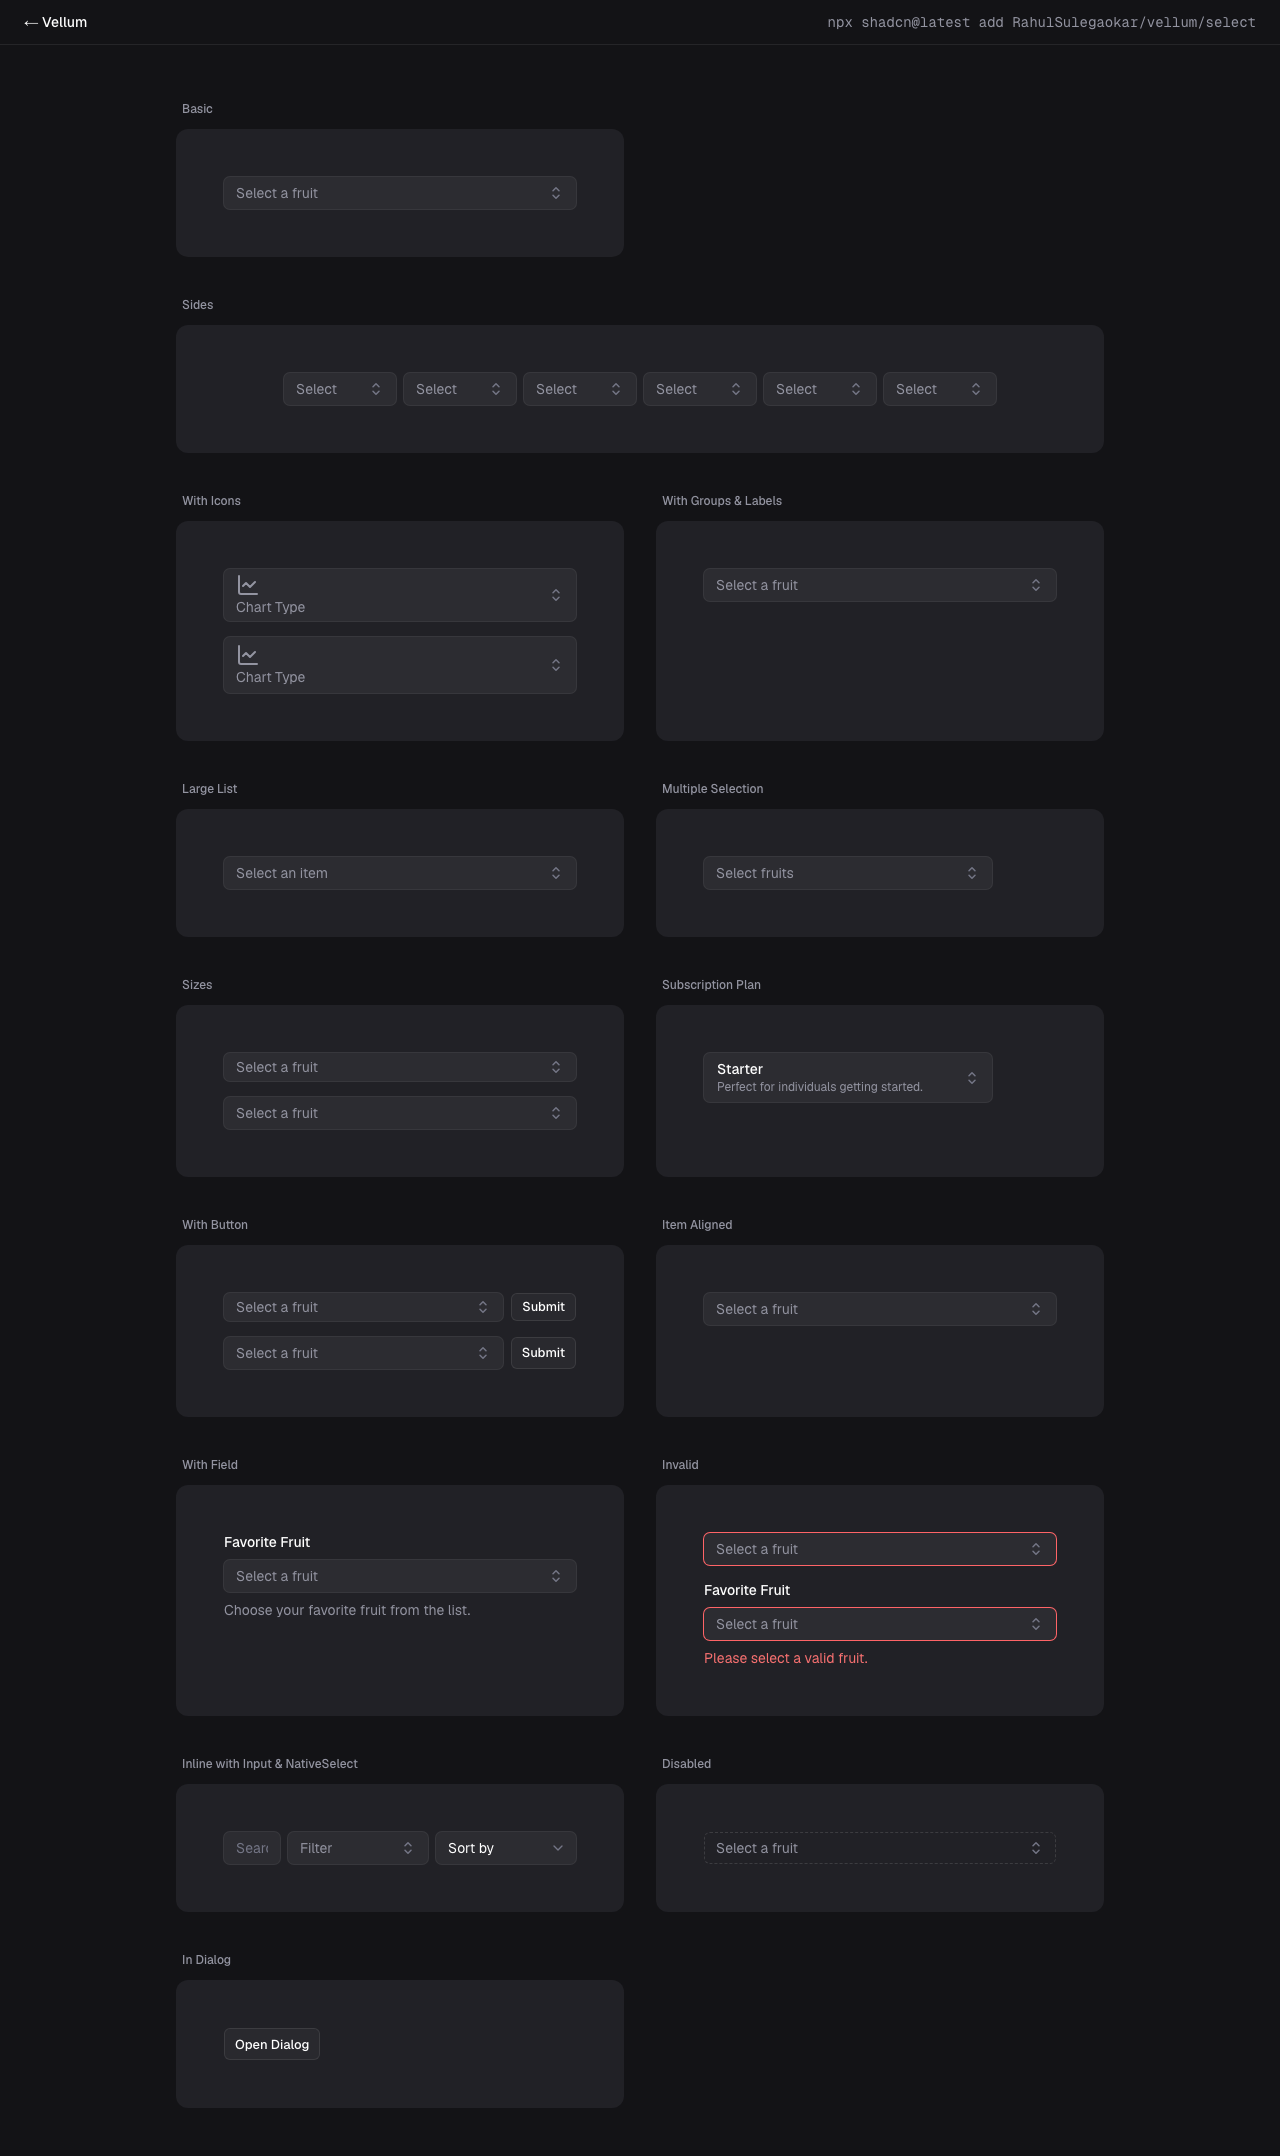 ← Vellum
npx shadcn@latest add RahulSulegaokar/vellum/select
Basic
Select a fruit
Sides
Select
Select
Select
Select
Select
Select
With Icons
Chart Type
Chart Type
With Groups & Labels
Select a fruit
Large List
Select an item
Multiple Selection
Select fruits
Sizes
Select a fruit
Select a fruit
Subscription Plan
Starter
Perfect for individuals getting started.
With Button
Select a fruit
Submit
Select a fruit
Submit
Item Aligned
Select a fruit
With Field
Favorite Fruit
Select a fruit
Choose your favorite fruit from the list.
Invalid
Select a fruit
Favorite Fruit
Select a fruit
Please select a valid fruit.
Inline with Input & NativeSelect
Filter
Sort by
Disabled
Select a fruit
In Dialog
Open Dialog